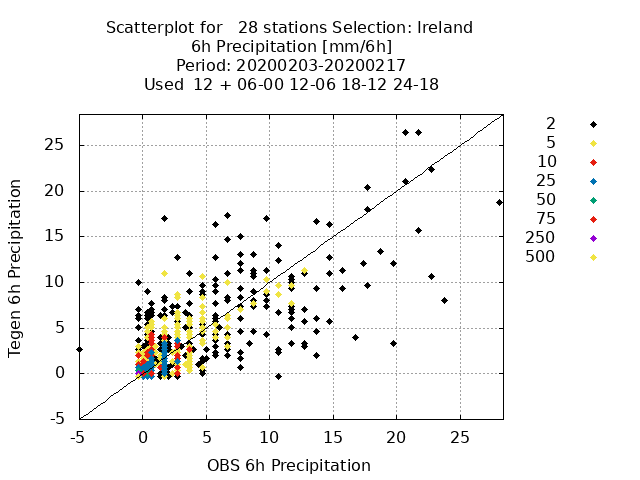 Scatterplot for   28 stations Selection: Ireland
6h Precipitation [mm/6h]
Period: 20200203-20200217
Used  12 + 06-00 12-06 18-12 24-18
2
5
10
25
50
75
250
500
Tegen 6h Precipitation
25
20
15
10
5
0
-5
-5 0 5 10 15 20 25
OBS 6h Precipitation